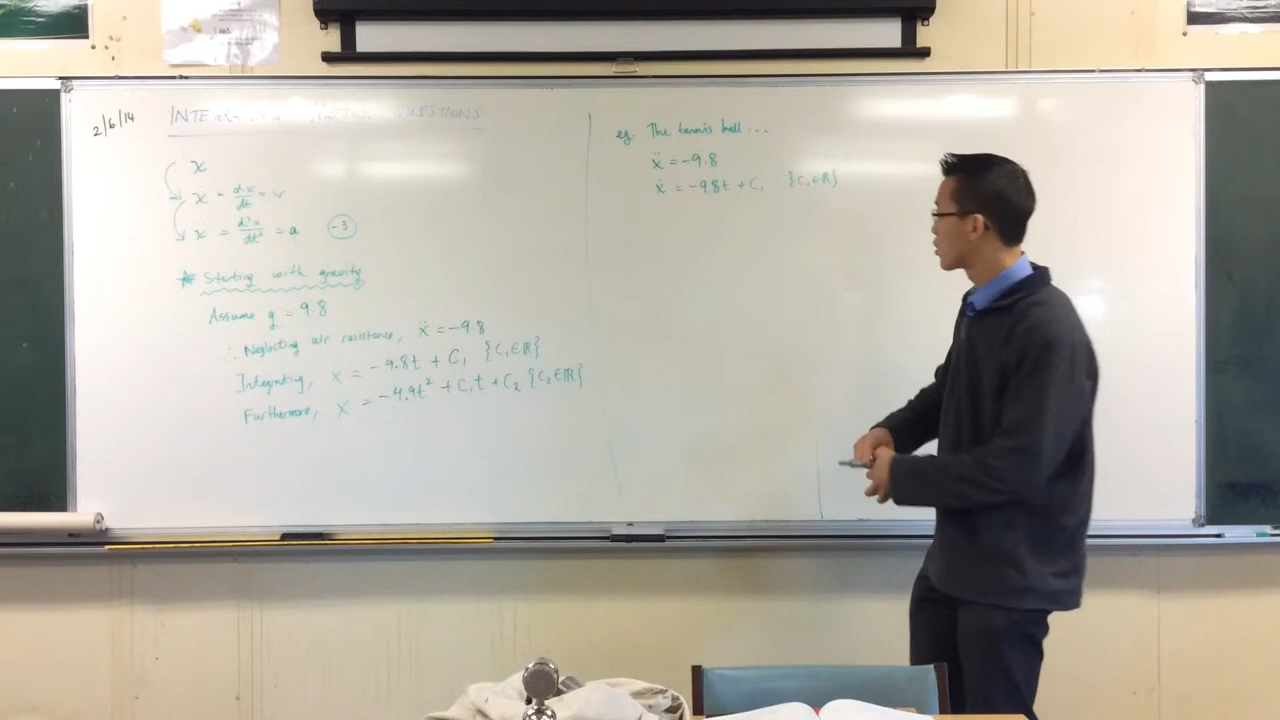 2/6/14
QUESTIONS
x
ẋ = dx/dt = v
ẍ = d²x/dt² = a -3
* Starting with gravity
Assume g = 9.8
∴ Neglecting air resistance, ẍ = -9.8
Integrating, ẋ = -9.8t + C₁ {C₁∈ℝ}
Furthermore, x = -4.9t² + C₁t + C₂ {C₂∈ℝ}
eg. The tennis ball...
ẍ = -9.8
ẋ = -9.8t + C₁ {C₁∈ℝ}